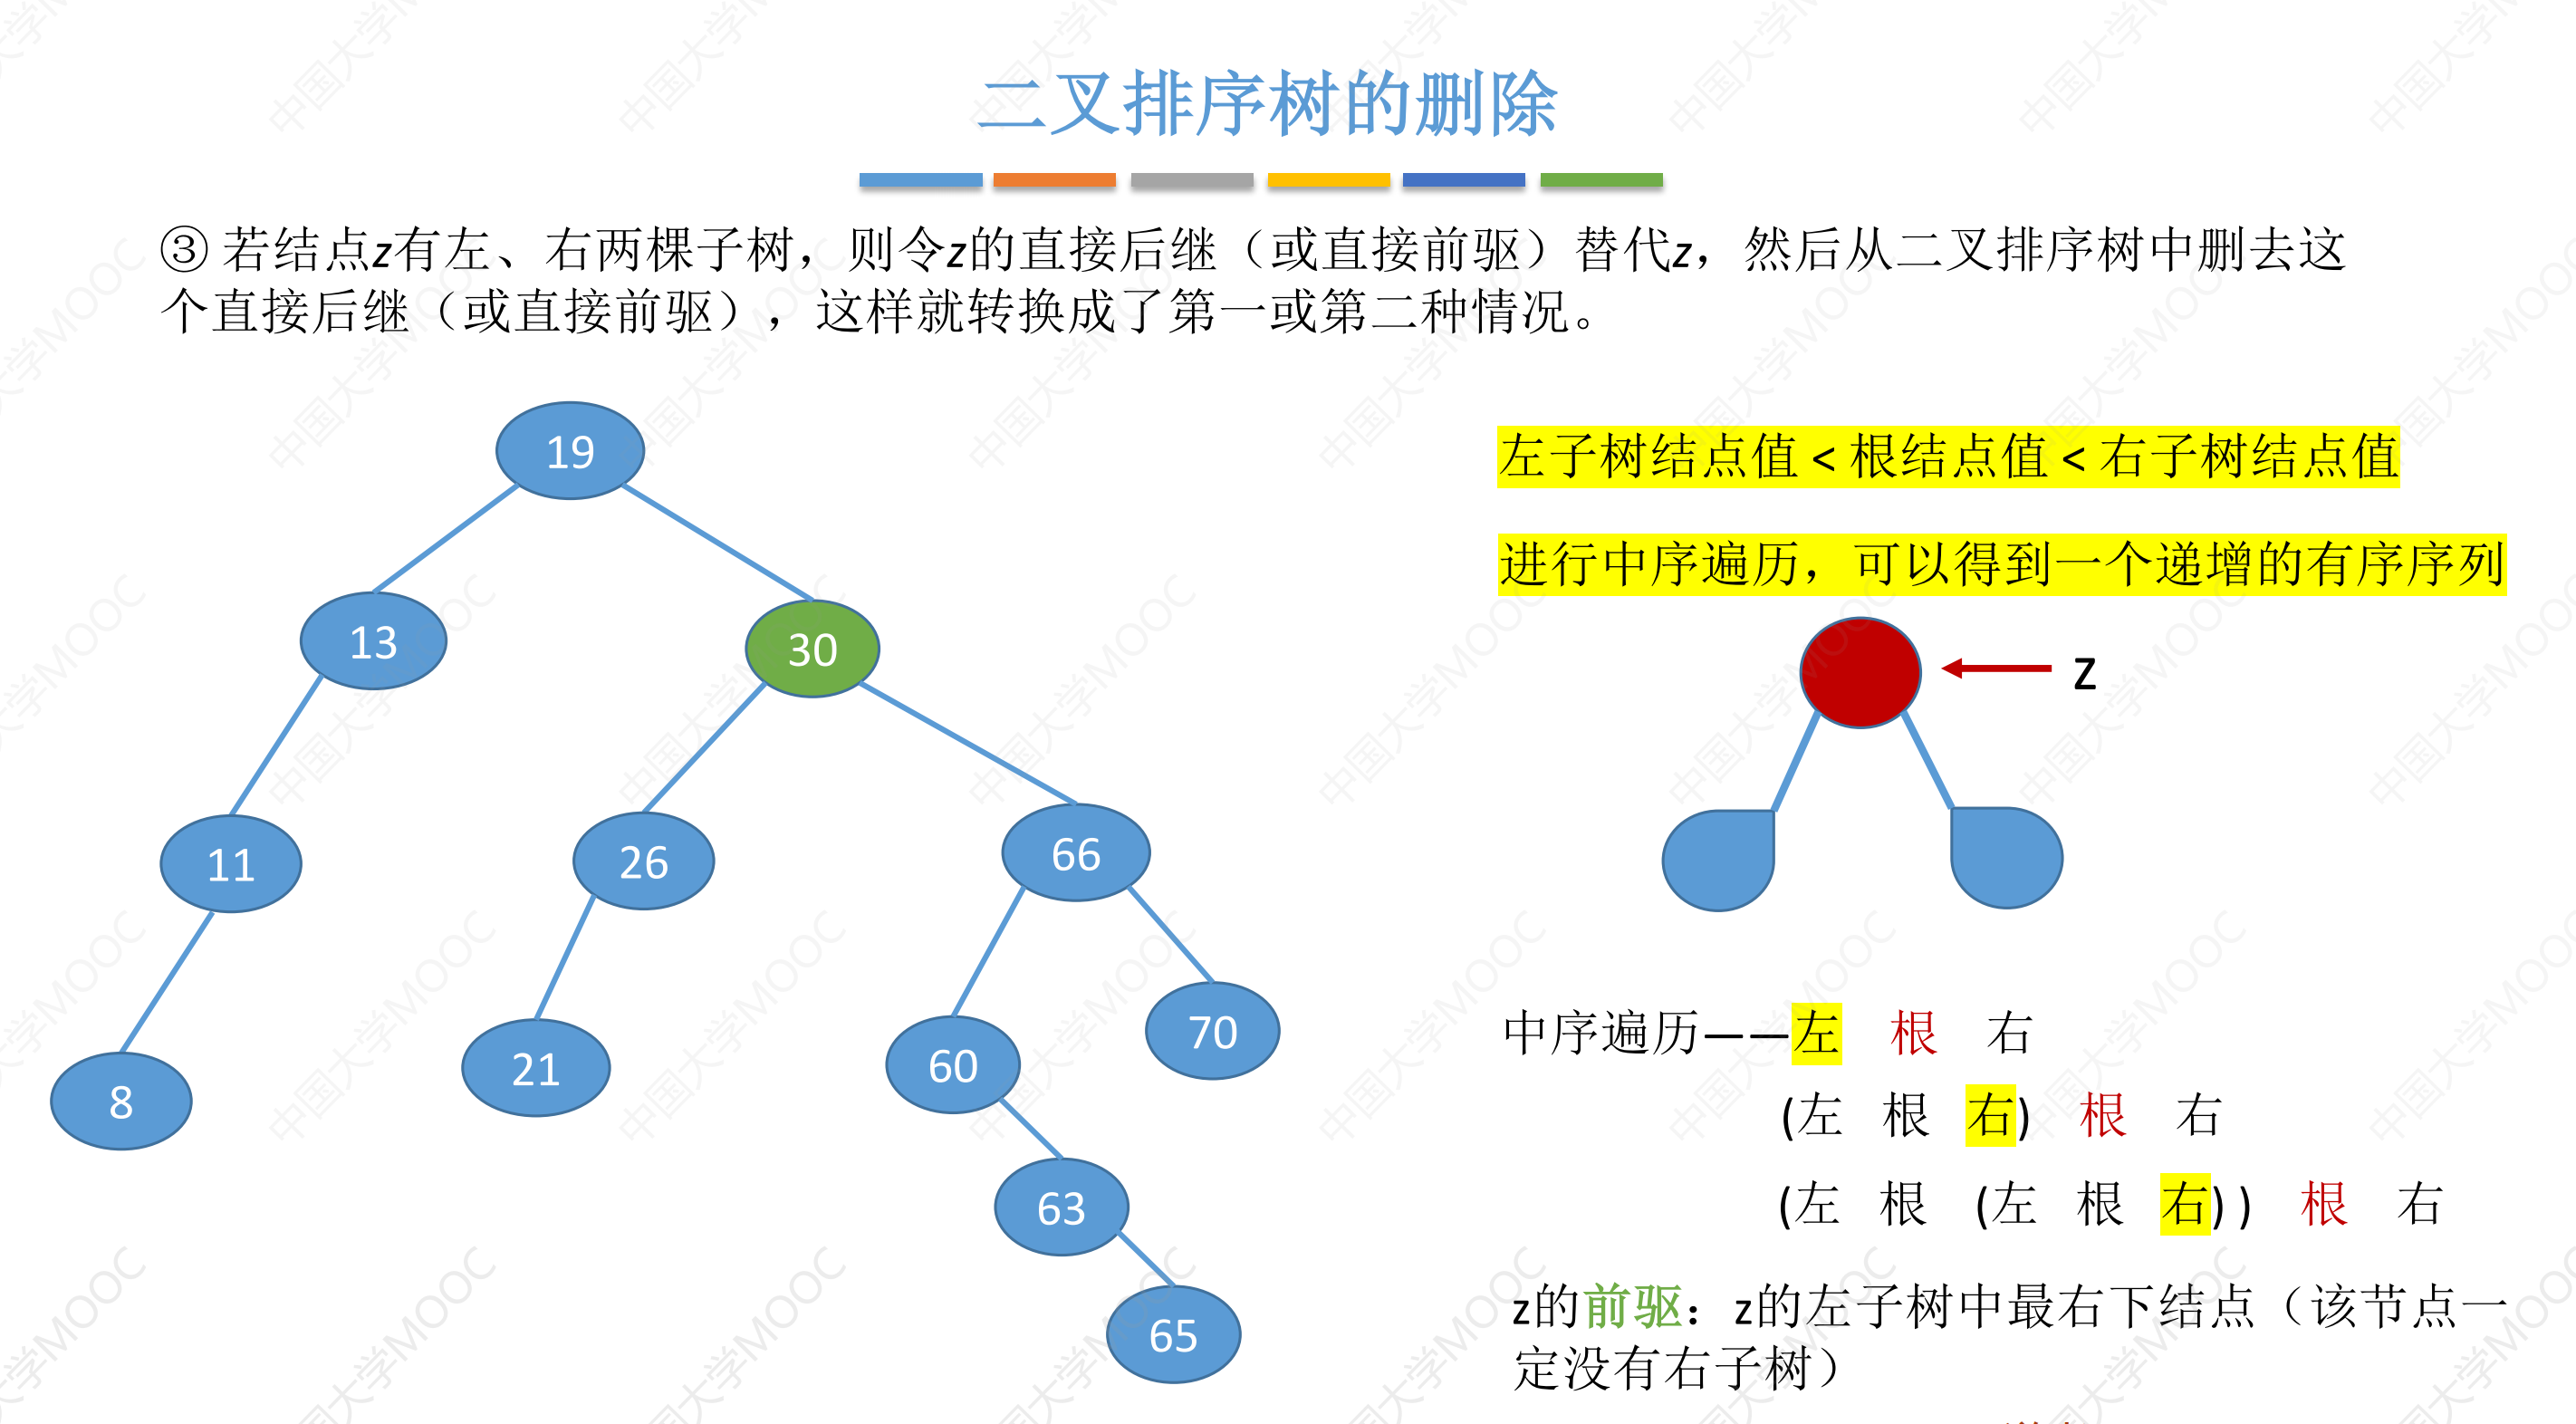 二叉排序树的删除
③ 若结点z有左、右两棵子树，则令z的直接后继（或直接前驱）替代z，然后从二叉排序树中删去这
个直接后继（或直接前驱），这样就转换成了第一或第二种情况。
19
13
30
11
26
66
8
21
60
70
63
65
左子树结点值 < 根结点值 < 右子树结点值
进行中序遍历，可以得到一个递增的有序序列
z
中序遍历——左 根 右
(左 根 右) 根 右
(左 根 (左 根 右) ) 根 右
z的前驱：z的左子树中最右下结点（该节点一
定没有右子树）
中国大学MOOC